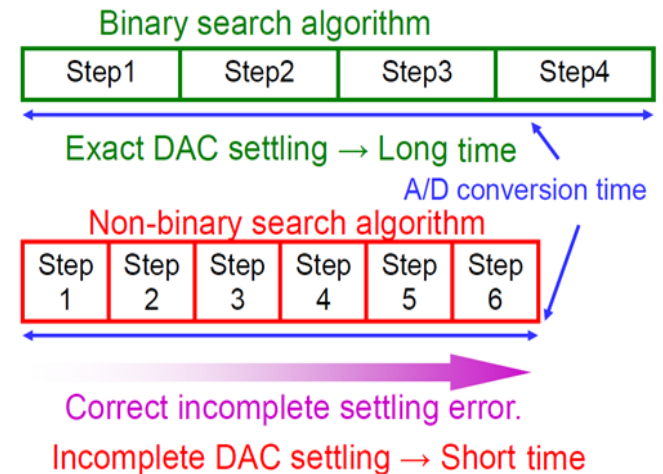 Binary search algorithm
Step1 Step2 Step3 Step4
Exact DAC settling → Long time
A/D conversion time
Non-binary search algorithm
Step Step Step Step Step Step
1 2 3 4 5 6
Correct incomplete settling error.
Incomplete DAC settling → Short time